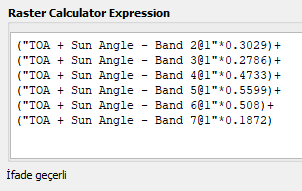 Raster Calculator Expression
("TOA + Sun Angle - Band 2@1"*0.3029)+
("TOA + Sun Angle - Band 3@1"*0.2786)+
("TOA + Sun Angle - Band 4@1"*0.4733)+
("TOA + Sun Angle - Band 5@1"*0.5599)+
("TOA + Sun Angle - Band 6@1"*0.508)+
("TOA + Sun Angle - Band 7@1"*0.1872)
İfade geçerli